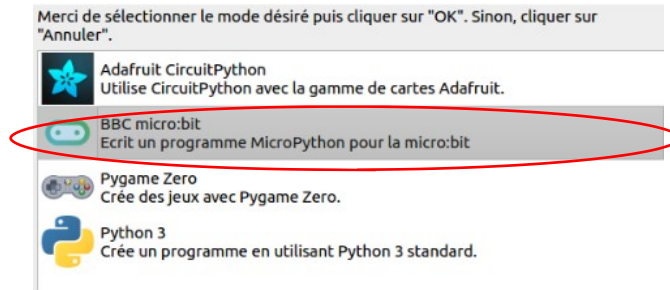 Merci de sélectionner le mode désiré puis cliquer sur "OK". Sinon, cliquer sur
"Annuler".
Adafruit CircuitPython
Utilise CircuitPython avec la gamme de cartes Adafruit.
BBC micro:bit
Ecrit un programme MicroPython pour la micro:bit
Pygame Zero
Crée des jeux avec Pygame Zero.
Python 3
Crée un programme en utilisant Python 3 standard.